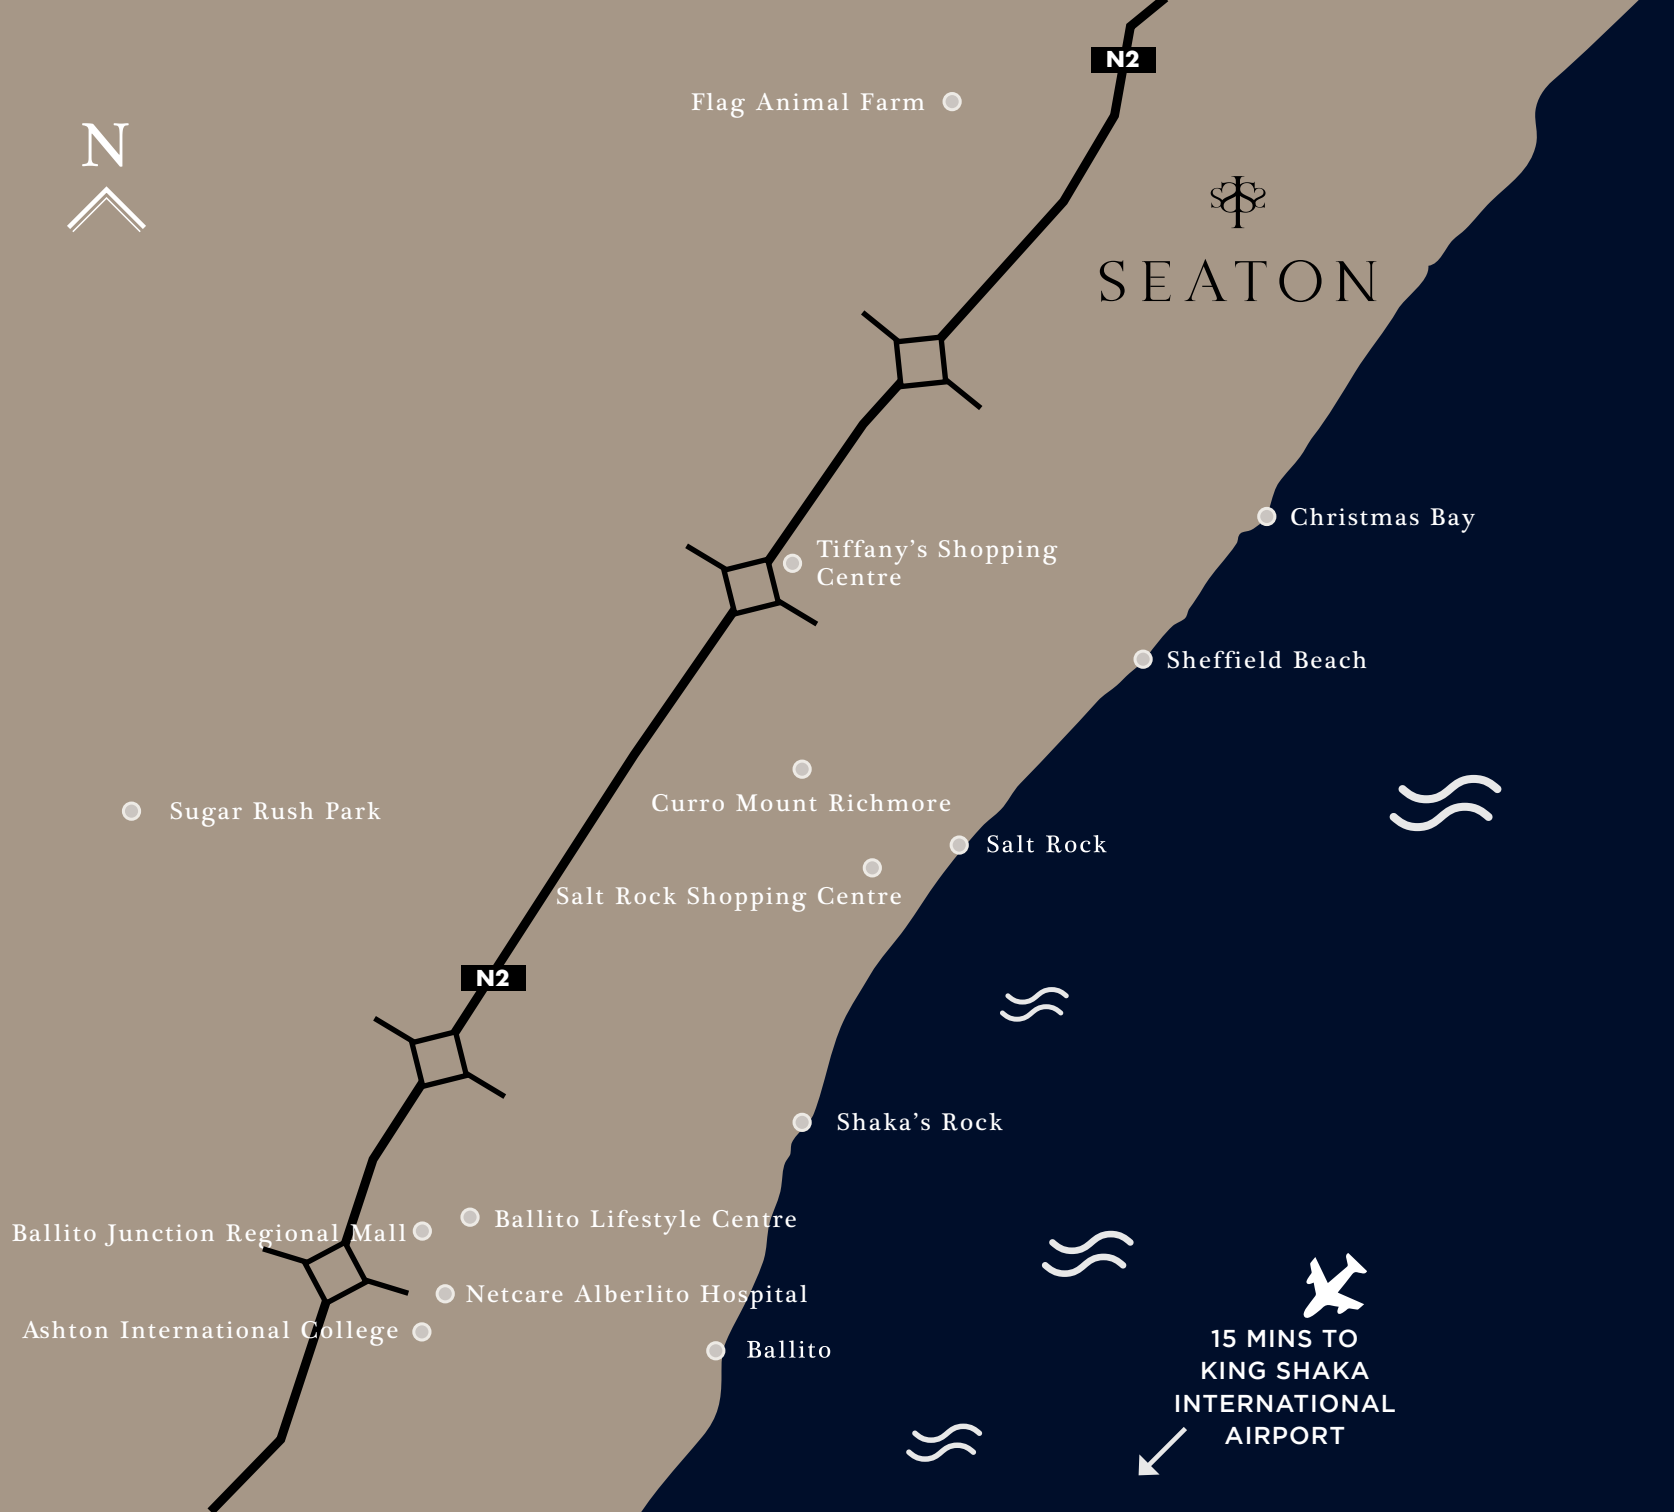 N2
Flag Animal Farm
N
SEATON
Christmas Bay
Tiffany’s Shopping
Centre
Sheffield Beach
Curro Mount Richmore
Sugar Rush Park
Salt Rock
Salt Rock Shopping Centre
N2
Shaka’s Rock
Ballito Lifestyle Centre
Ballito Junction Regional Mall
Netcare Alberlito Hospital
Ashton International College
Ballito
15 MINS TO
KING SHAKA
INTERNATIONAL
AIRPORT